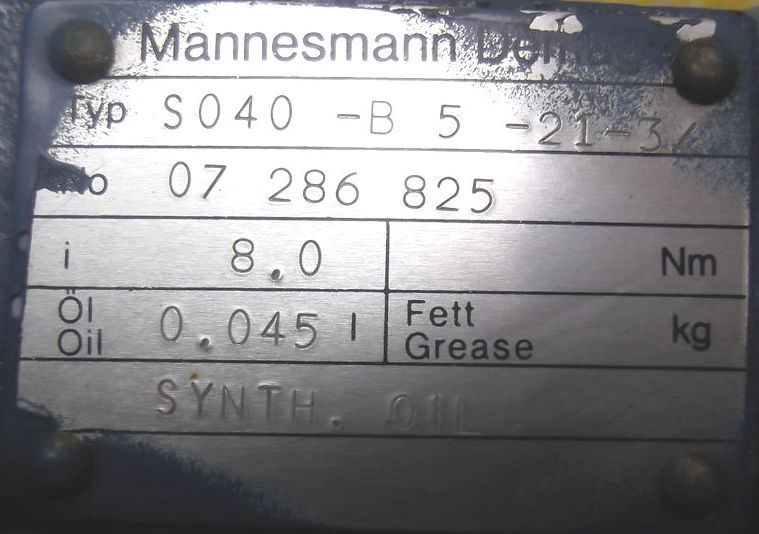 Mannesmann
Typ S040 -B 5 -21-3/
No 07 286 825
i 8.0 Nm
Öl Oil 0.045 l Fett Grease kg
SYNTH. OIL